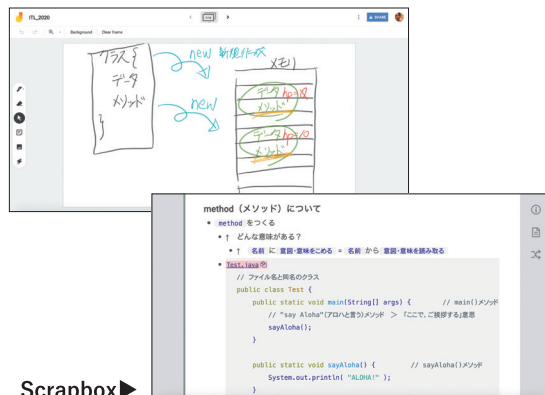 ITL_2020
SHARE
Background
Clear frame
クラス{
データ
メソッド
}
new 新規作成
new
メモリ
データ hp=12
メソッド
データ hp=10
メソッド
method(メソッド)について
• method をつくる
• ↑ どんな意味がある?
• ↑ 名前 に 意図・意味をこめる = 名前 から 意図・意味を読み取る
• Test.java
// ファイル名と同名のクラス
public class Test {
public static void main(String[] args) { // main()メソッド
// "say Aloha"(アロハと言う)メソッド > 「ここで、ご挨拶する」意思
sayAloha();
}
public static void sayAloha() { // sayAloha()メソッド
System.out.println( "ALOHA!" );
}
Scrapbox▶